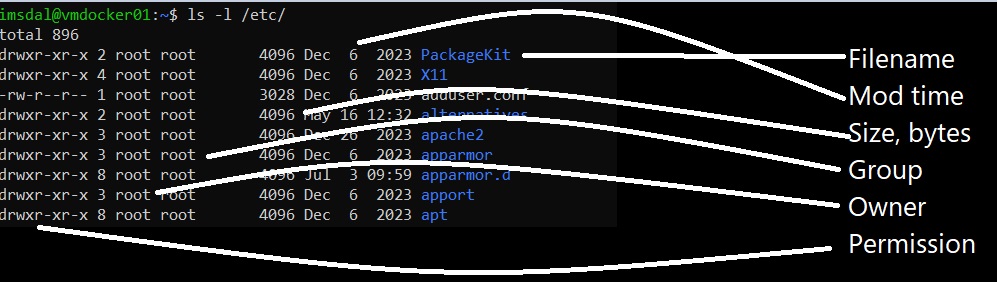 imsdal@vmdocker01:~$ ls -l /etc/
total 896
drwxr-xr-x 2 root root 4096 Dec 6 2023 PackageKit
drwxr-xr-x 4 root root 4096 Dec 6 2023 X11
-rw-r--r-- 1 root root 3028 Dec 6 2023 adduser.conf
drwxr-xr-x 2 root root 4096 May 16 12:32 alternatives
drwxr-xr-x 3 root root 4096 Dec 26 2023 apache2
drwxr-xr-x 3 root root 4096 Dec 6 2023 apparmor
drwxr-xr-x 8 root root 4096 Jul 3 09:59 apparmor.d
drwxr-xr-x 3 root root 4096 Dec 6 2023 apport
drwxr-xr-x 8 root root 4096 Dec 6 2023 apt
Filename
Mod time
Size, bytes
Group
Owner
Permission